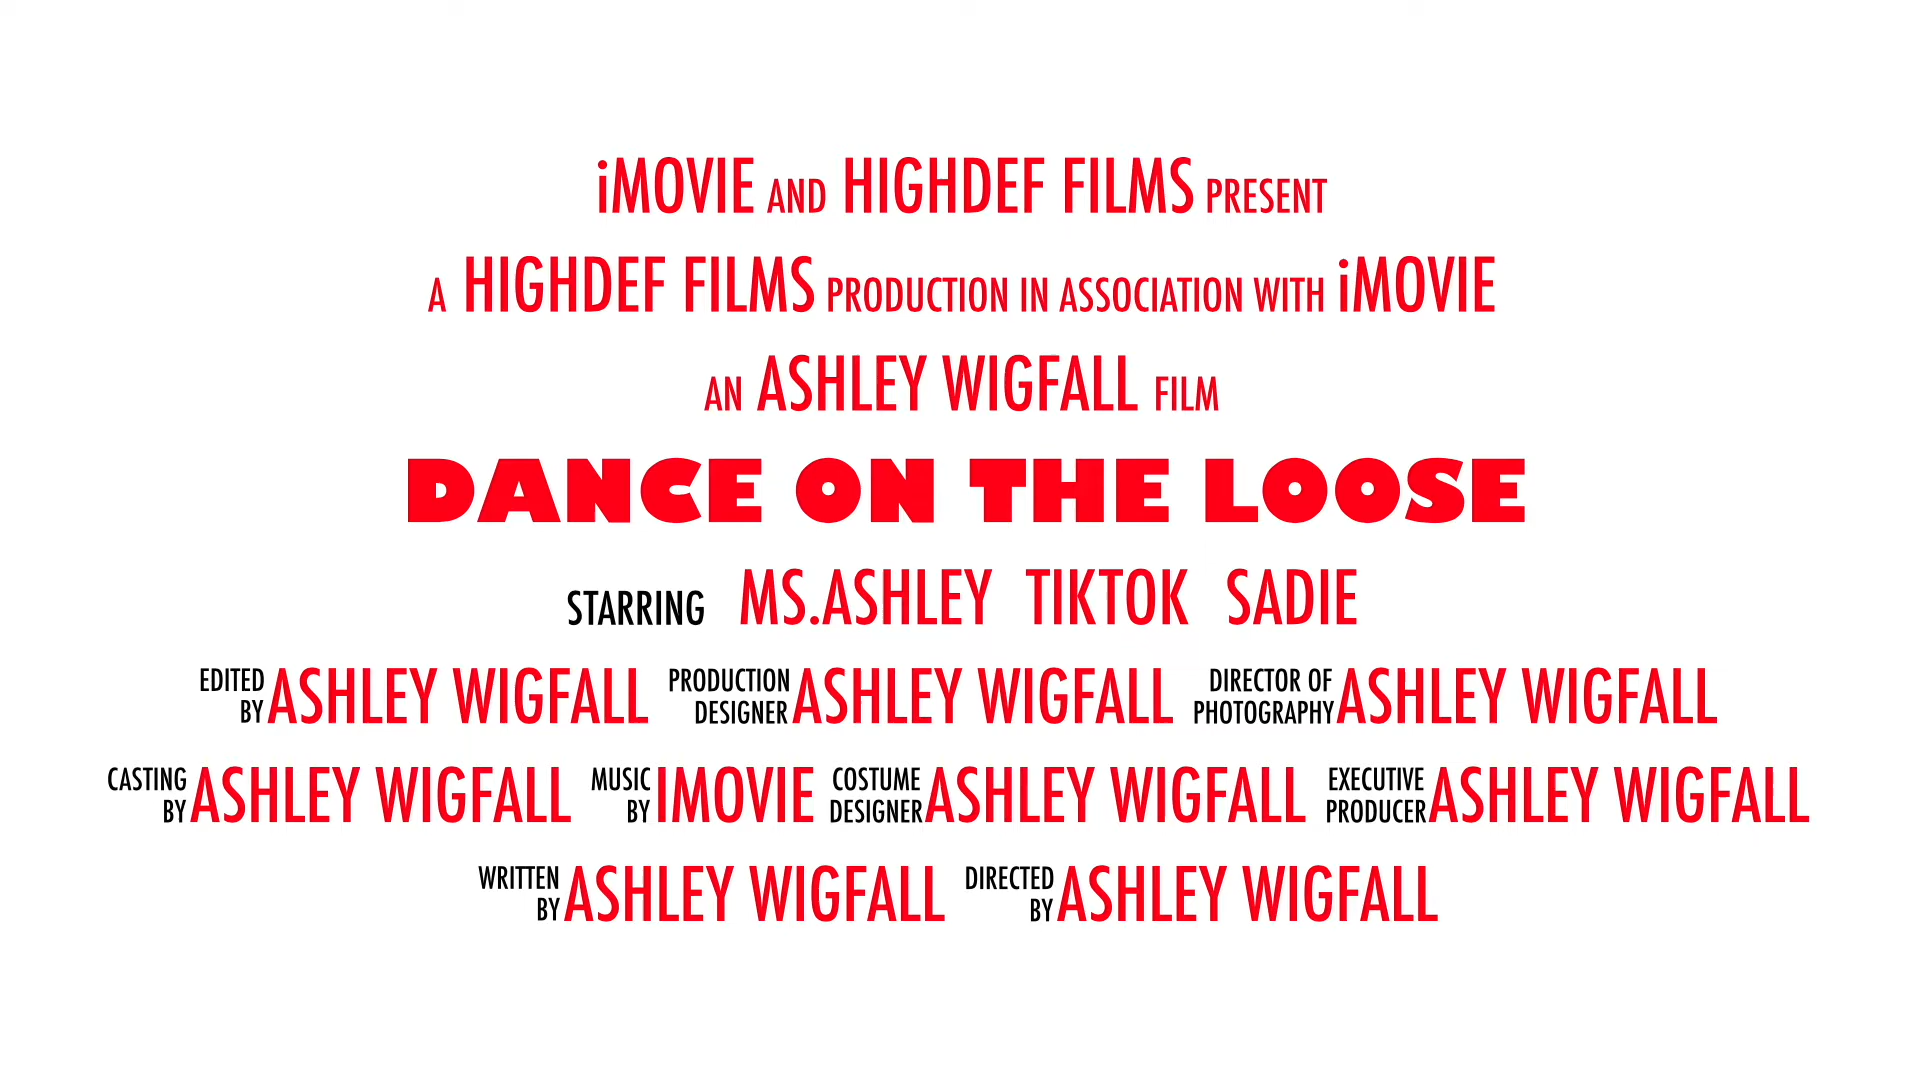 iMOVIE AND HIGHDEF FILMS PRESENT
A HIGHDEF FILMS PRODUCTION IN ASSOCIATION WITH iMOVIE
AN ASHLEY WIGFALL FILM
DANCE ON THE LOOSE
STARRING MS.ASHLEY TIKTOK SADIE
EDITED BY ASHLEY WIGFALL PRODUCTION DESIGNER ASHLEY WIGFALL DIRECTOR OF PHOTOGRAPHY ASHLEY WIGFALL
CASTING BY ASHLEY WIGFALL MUSIC BY IMOVIE COSTUME DESIGNER ASHLEY WIGFALL EXECUTIVE PRODUCER ASHLEY WIGFALL
WRITTEN BY ASHLEY WIGFALL DIRECTED BY ASHLEY WIGFALL